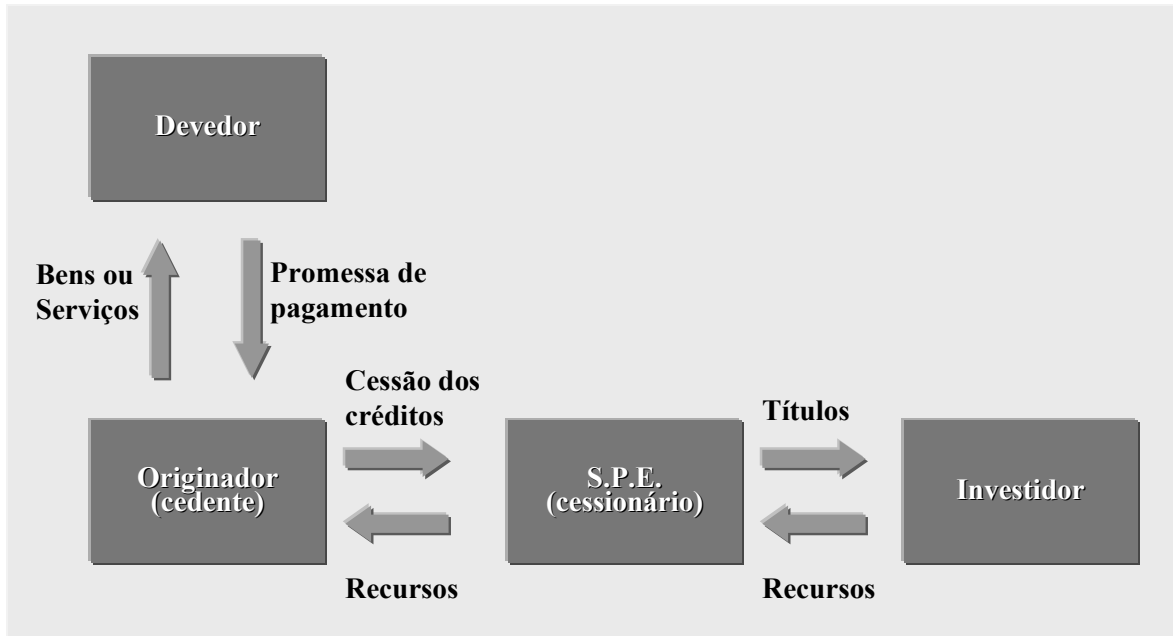 Devedor
Bens ou
Serviços
Promessa de
pagamento
Cessão dos
créditos
Títulos
Originador
(cedente)
S.P.E.
(cessionário)
Investidor
Recursos
Recursos